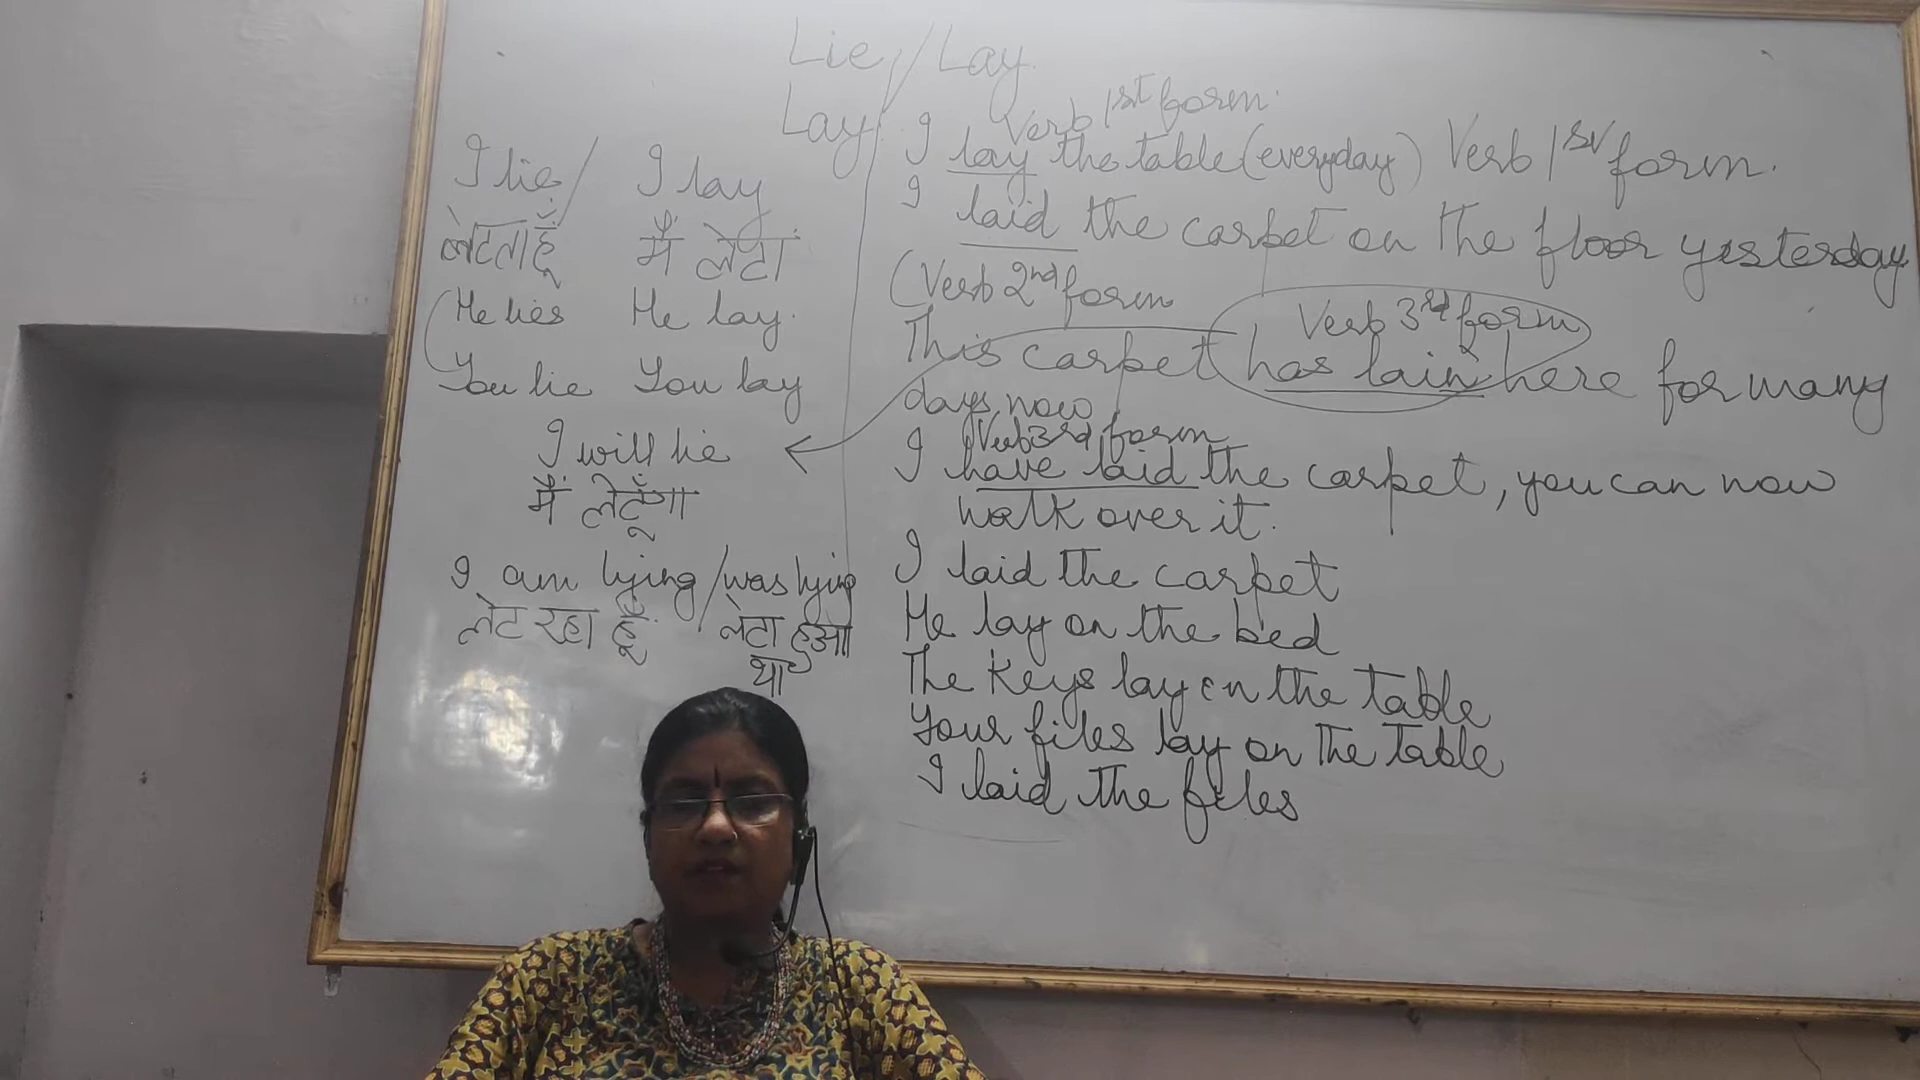 Lie / Lay
Lay
I lie / I lay
लेटता हूँ मैं लेटा
He lies He lay.
You lie You lay
I will lie
मैं लेटूँगा
I am lying / was lying
लेट रहा हूँ लेटा हुआ
था
Verb 1st form.
I lay the table (everyday) Verb 1st form.
I laid the carpet on the floor yesterday
(Verb 2nd form
Verb 3rd form
This carpet has lain here for many
days, now
Verb 3rd form
I have laid the carpet, you can now
walk over it.
I laid the carpet
He lay on the bed
The Keys lay on the table
Your files lay on the table
I laid the files